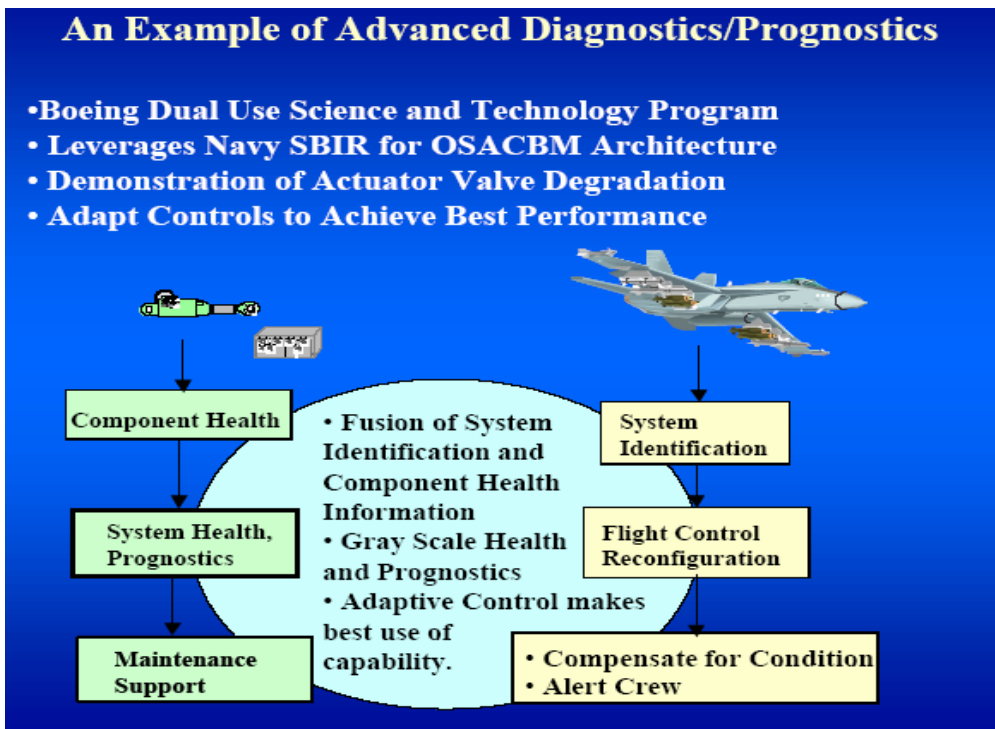 An Example of Advanced Diagnostics/Prognostics
•Boeing Dual Use Science and Technology Program
• Leverages Navy SBIR for OSACBM Architecture
• Demonstration of Actuator Valve Degradation
• Adapt Controls to Achieve Best Performance
Component Health
System Health,
Prognostics
Maintenance
Support
• Fusion of System
Identification and
Component Health
Information
• Gray Scale Health
and Prognostics
• Adaptive Control makes
best use of
capability.
System
Identification
Flight Control
Reconfiguration
• Compensate for Condition
• Alert Crew